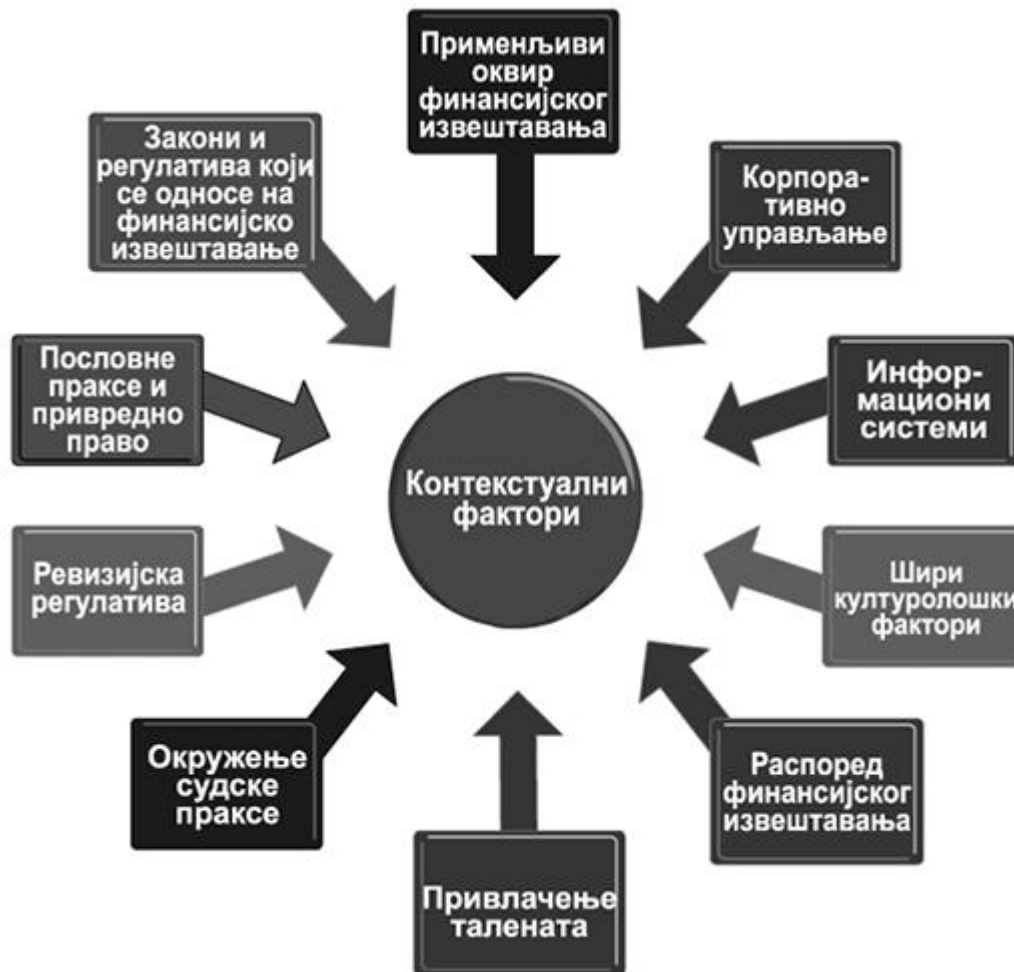 Применљиви
оквир
финансијског
извештавања
Закони и
регулатива који
се односе на
финансијско
извештавање
Корпора-
тивно
управљање
Пословне
праксе и
привредно
право
Инфор-
мациони
системи
Контекстуални
фактори
Ревизијска
регулатива
Шири
културолошки
фактори
Окружење
судске
праксе
Распоред
финансијског
извештавања
Привлачење
талената